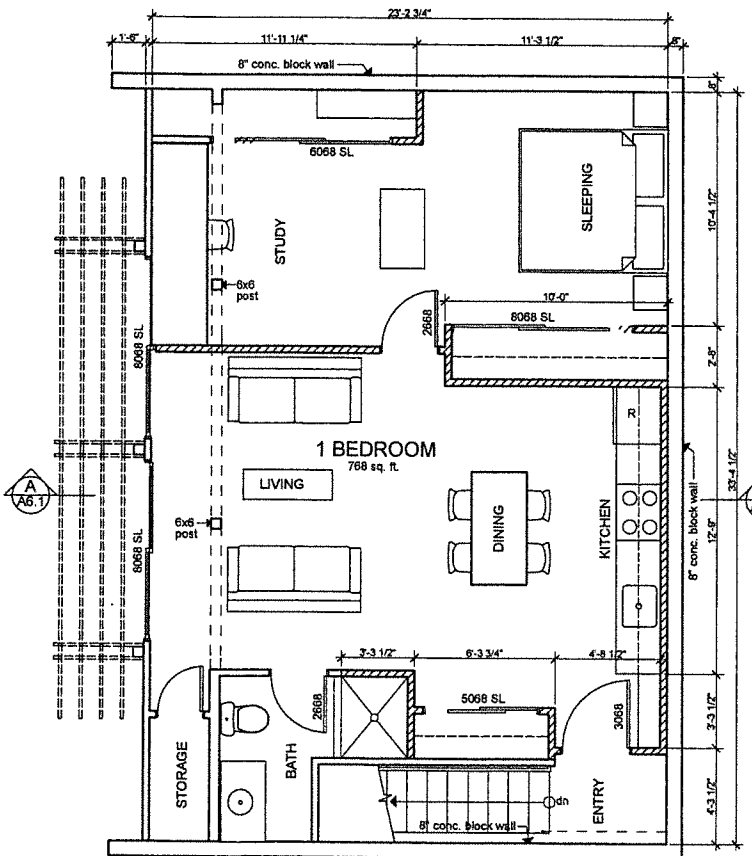 23'-2 3/4"
1'-6"
11'-11 1/4"
11'-3 1/2"
8"
8" conc. block wall
8"
6068 SL
STUDY
SLEEPING
10'-4 1/2"
6x6
post
10'-0"
8068 SL
2668
8068 SL
2'-8"
R
1 BEDROOM
768 sq. ft.
LIVING
A
A6.1
DINING
KITCHEN
8" conc. block wall
33'-4 1/2"
12'-9"
6x6
post
8068 SL
3'-3 1/2"
6'-3 3/4"
4'-8 1/2"
5068 SL
2668
3068
3'-3 1/2"
STORAGE
BATH
dn
ENTRY
4'-3 1/2"
8" conc. block wall